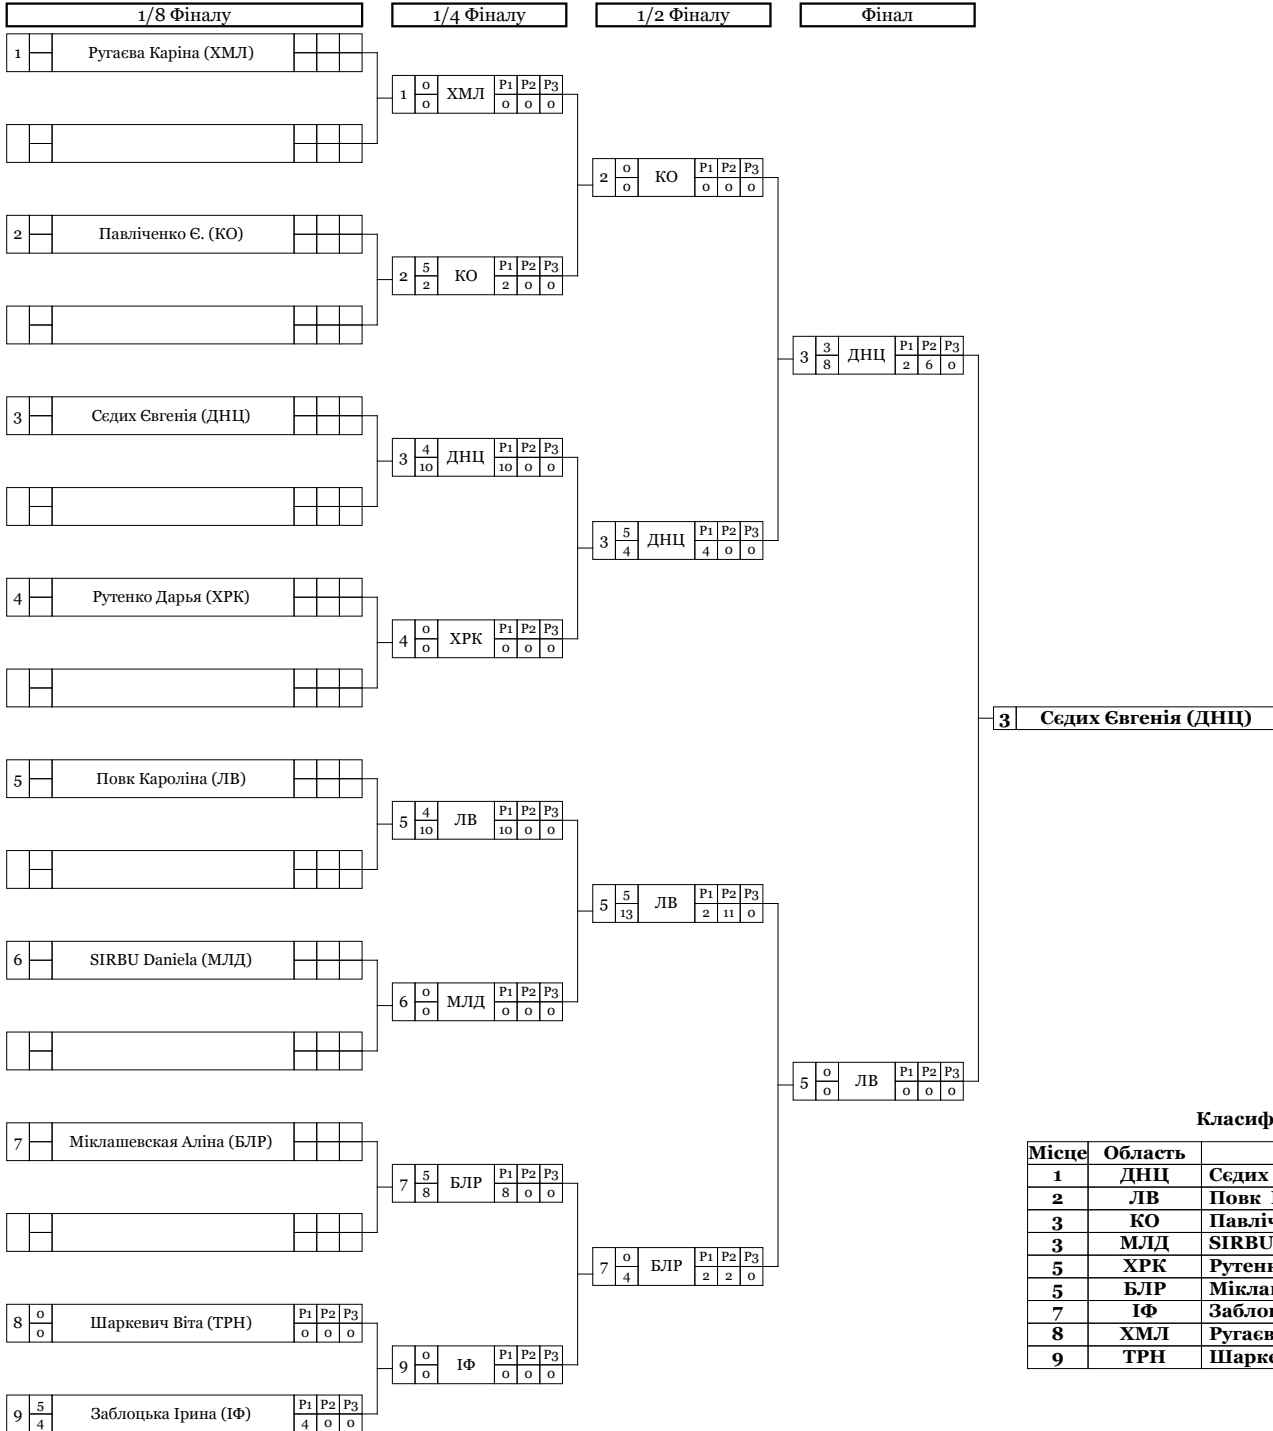 1/8 Фіналу 1/4 Фіналу 1/2 Фіналу Фінал
1 Ругаєва Каріна (ХМЛ)
1 0 0 ХМЛ P1 P2 P3 0 0 0
2 0 0 КО P1 P2 P3 0 0 0
2 Павліченко Є. (КО)
2 5 2 КО P1 P2 P3 2 0 0
3 3 8 ДНЦ P1 P2 P3 2 6 0
3 Сєдих Євгенія (ДНЦ)
3 4 10 ДНЦ P1 P2 P3 10 0 0
3 5 4 ДНЦ P1 P2 P3 4 0 0
4 Рутенко Дарья (ХРК)
4 0 0 ХРК P1 P2 P3 0 0 0
3 Сєдих Євгенія (ДНЦ)
5 Повк Кароліна (ЛВ)
5 4 10 ЛВ P1 P2 P3 10 0 0
5 5 13 ЛВ P1 P2 P3 2 11 0
6 SIRBU Daniela (МЛД)
6 0 0 МЛД P1 P2 P3 0 0 0
5 0 0 ЛВ P1 P2 P3 0 0 0
7 Міклашевская Аліна (БЛР)
7 5 8 БЛР P1 P2 P3 8 0 0
7 0 4 БЛР P1 P2 P3 2 2 0
8 0 0 Шаркевич Віта (ТРН) P1 P2 P3 0 0 0
9 0 0 ІФ P1 P2 P3 0 0 0
9 5 4 Заблоцька Ірина (ІФ) P1 P2 P3 4 0 0
Класиф
Місце Область
1 ДНЦ Сєдих
2 ЛВ Повк
3 КО Павліч
3 МЛД SIRBU
5 ХРК Рутен
5 БЛР Мікла
7 ІФ Забло
8 ХМЛ Ругаєв
9 ТРН Шарк